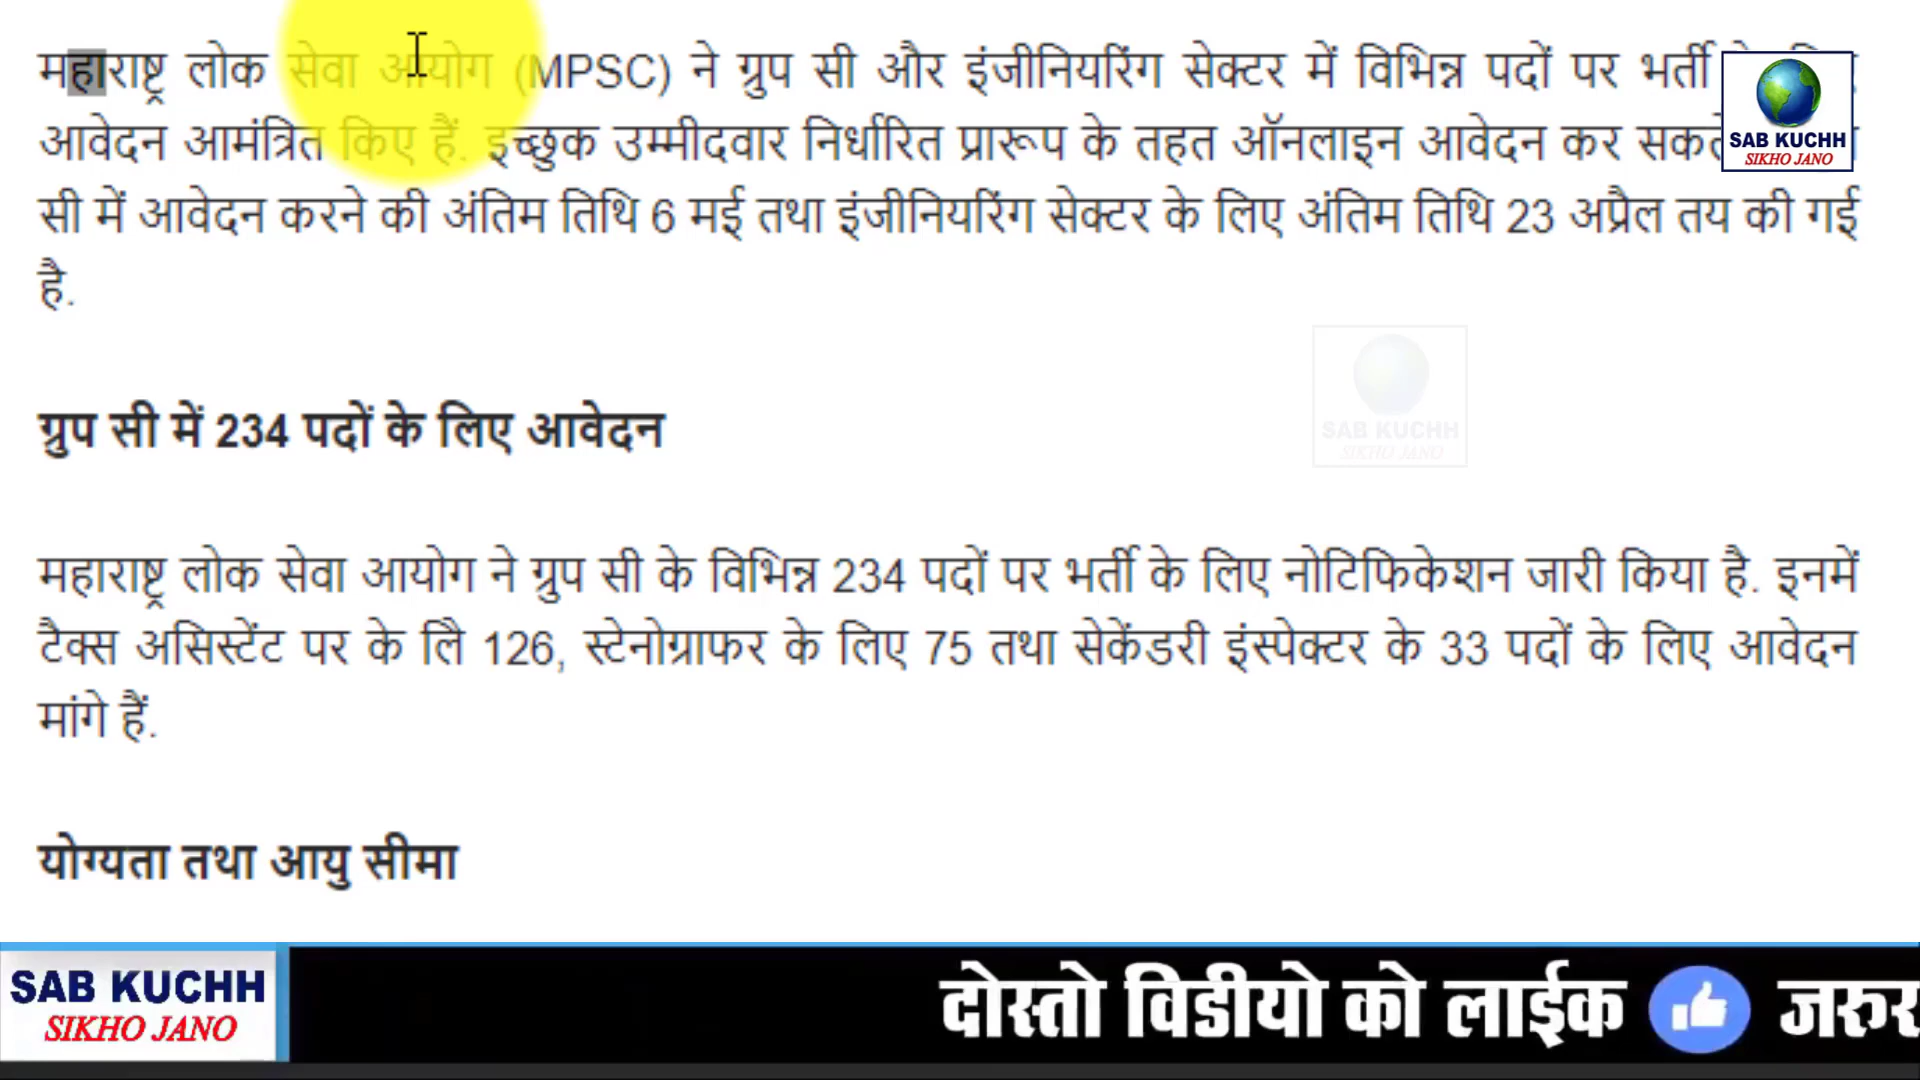 महाराष्ट्र लोक सेवा आयोग (MPSC) ने ग्रुप सी और इंजीनियरिंग सेक्टर में विभिन्न पदों पर भर्ती
SAB KUCHH
SIKHO JANO
आवेदन आमंत्रित किए हैं. इच्छुक उम्मीदवार निर्धारित प्रारूप के तहत ऑनलाइन आवेदन कर
सी में आवेदन करने की अंतिम तिथि 6 मई तथा इंजीनियरिंग सेक्टर के लिए अंतिम तिथि 23 अप्रैल तय की गई
है.
SAB KUCHH
SIKHO JANO
ग्रुप सी में 234 पदों के लिए आवेदन
महाराष्ट्र लोक सेवा आयोग ने ग्रुप सी के विभिन्न 234 पदों पर भर्ती के लिए नोटिफिकेशन जारी किया है. इनमें
टैक्स असिस्टेंट पर के लिै 126, स्टेनोग्राफर के लिए 75 तथा सेकेंडरी इंस्पेक्टर के 33 पदों के लिए आवेदन
मांगे हैं.
योग्यता तथा आयु सीमा
SAB KUCHH
SIKHO JANO
दोस्तो विडीयो को लाईक जरुर